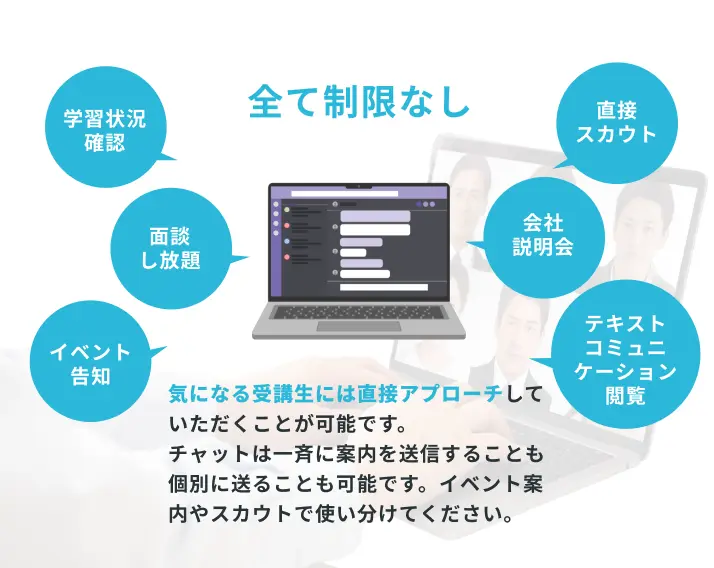 全て制限なし
学習状況
確認
直接
スカウト
面談
し放題
会社
説明会
イベント
告知
テキスト
コミュニ
ケーション
閲覧
気になる受講生には直接アプローチして
いただくことが可能です。
チャットは一斉に案内を送信することも
個別に送ることも可能です。イベント案
内やスカウトで使い分けてください。